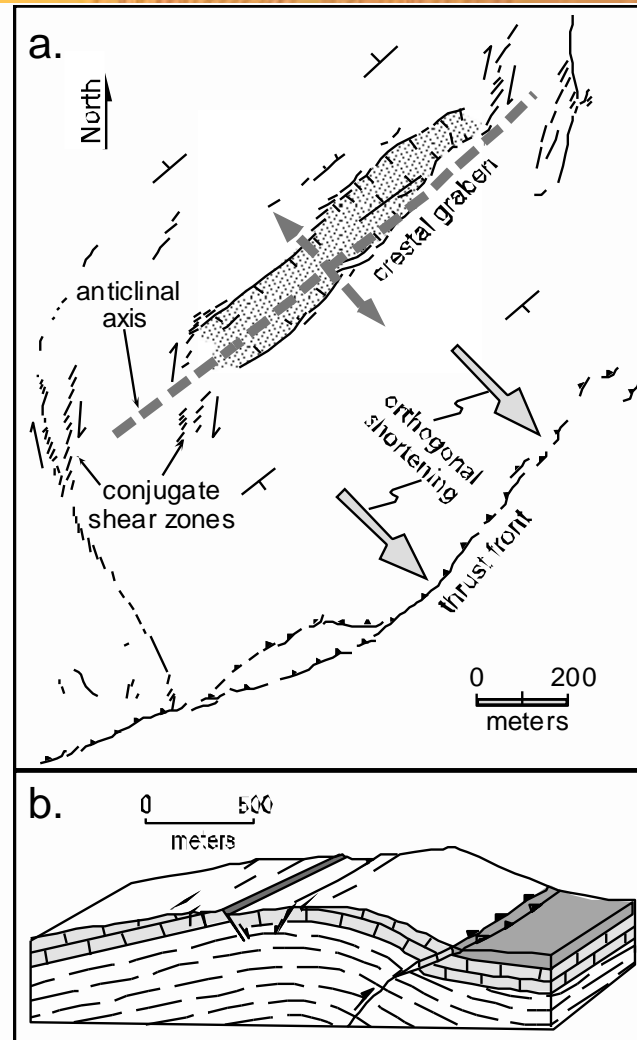 a.
North
crestal graben
anticlinal
axis
orthogonal
shortening
conjugate
shear zones
thrust front
0 200
meters
b.
0 500
meters